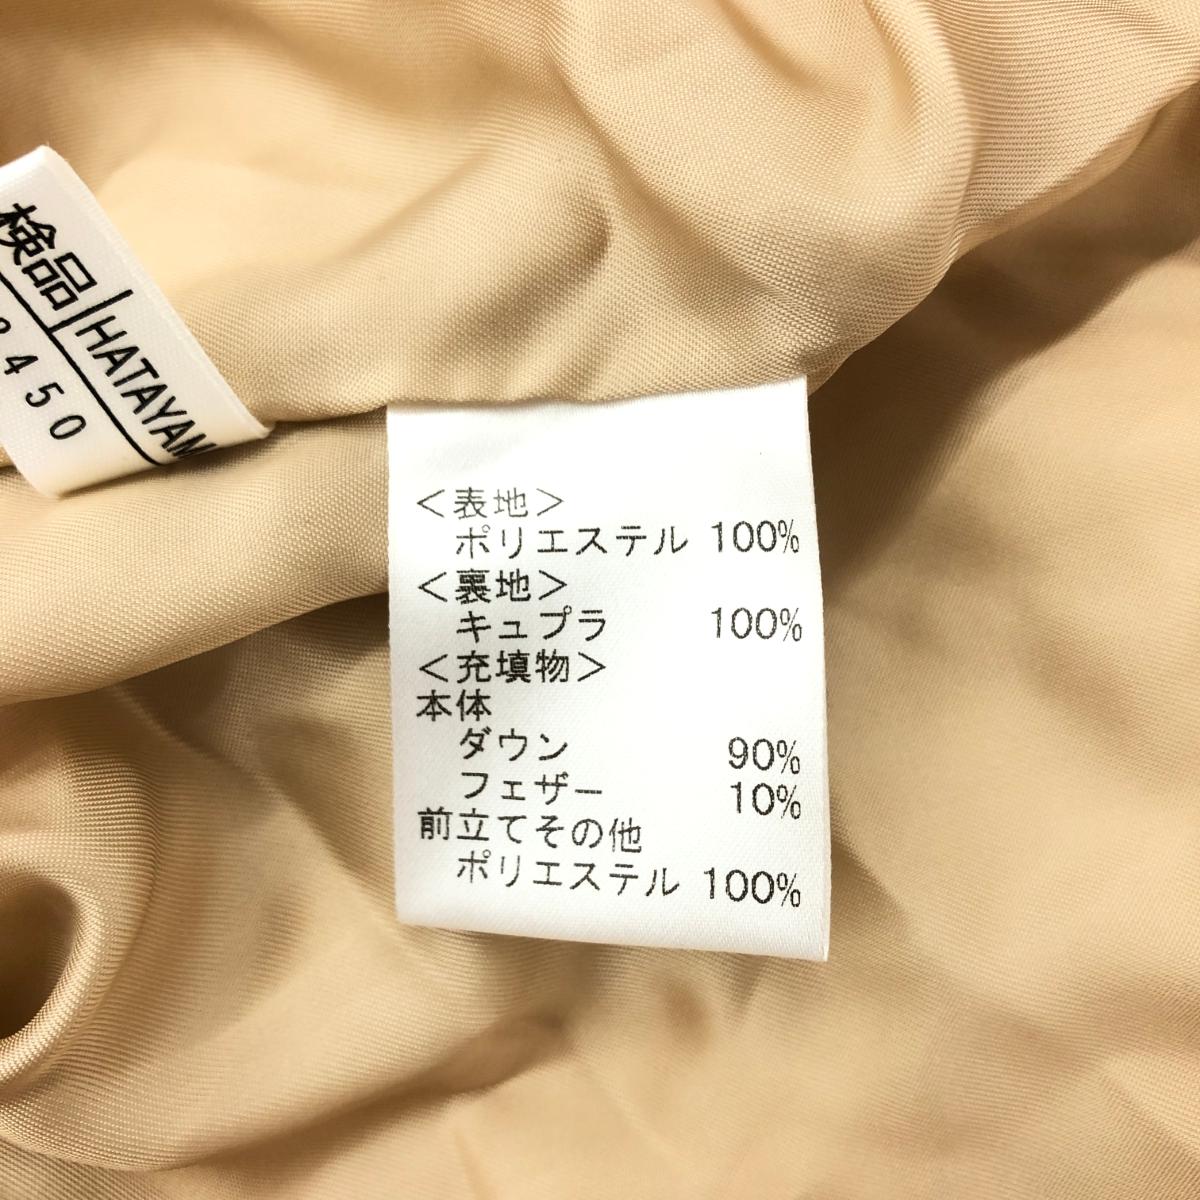 検品
HATAYAM
2450
＜表地＞
ポリエステル 100%
＜裏地＞
キュプラ 100%
＜充填物＞
本体
ダウン 90%
フェザー 10%
前立てその他
ポリエステル 100%